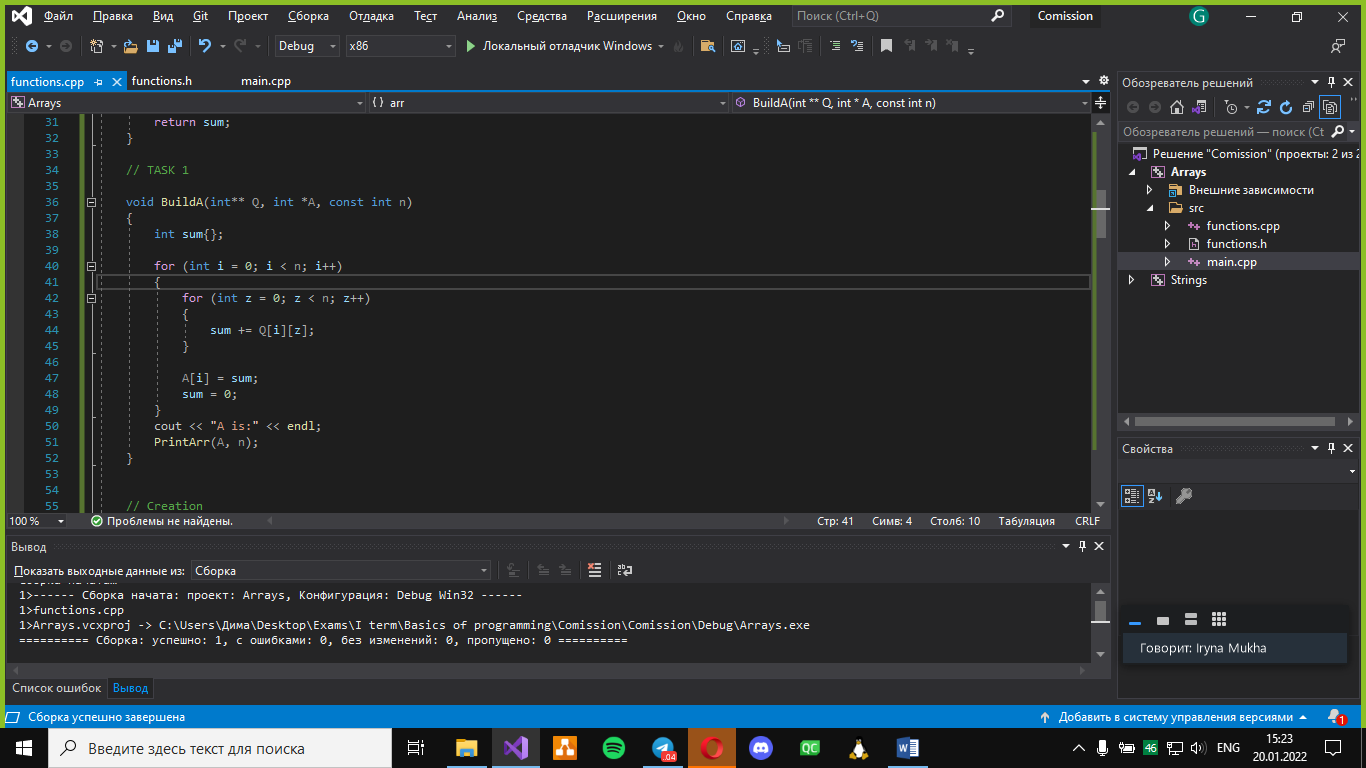 Файл Правка Вид Git Проект Сборка Отладка Тест Анализ Средства Расширения Окно Справка Поиск (Ctrl+Q) Comission G
Debug x86 Локальный отладчик Windows
functions.cpp functions.h main.cpp
Arrays {} arr BuildA(int ** Q, int * A, const int n)
31 return sum;
32 }
33
34 // TASK 1
35
36 void BuildA(int** Q, int *A, const int n)
37 {
38 int sum{};
39
40 for (int i = 0; i < n; i++)
41 {
42 for (int z = 0; z < n; z++)
43 {
44 sum += Q[i][z];
45 }
46
47 A[i] = sum;
48 sum = 0;
49 }
50 cout << "A is:" << endl;
51 PrintArr(A, n);
52 }
53
54
55 // Creation
100 % Проблемы не найдены. Стр: 41 Симв: 4 Столб: 10 Табуляция CRLF
Вывод
Показать выходные данные из: Сборка
1>------ Сборка начата: проект: Arrays, Конфигурация: Debug Win32 ------
1>functions.cpp
1>Arrays.vcxproj -> C:\Users\Дима\Desktop\Exams\I term\Basics of programming\Comission\Comission\Debug\Arrays.exe
========== Сборка: успешно: 1, с ошибками: 0, без изменений: 0, пропущено: 0 ==========
Список ошибок Вывод
Обозреватель решений
Обозреватель решений — поиск (Ct
Решение "Comission" (проекты: 2 из 2
Arrays
Внешние зависимости
src
functions.cpp
functions.h
main.cpp
Strings
Свойства
Говорит: Iryna Mukha
Сборка успешно завершена Добавить в систему управления версиями 1
Введите здесь текст для поиска .04 QC W 46 ENG 15:23
20.01.2022